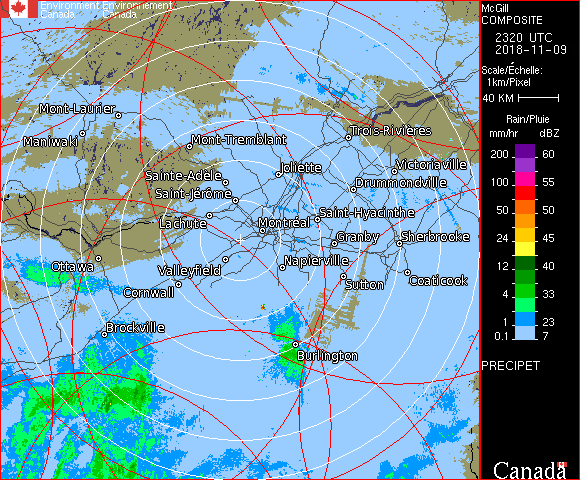 Environment Environnement
Canada Canada
McGill
COMPOSITE
2320 UTC
2018-11-09
Scale/Échelle:
1km/Pixel
40 KM
Rain/Pluie
mm/hr dBZ
200 60
100 55
50 50
24 45
12 40
4 33
1 23
0.1 7
PRECIPET
Canada
Mont-Laurier
Maniwaki
Mont-Tremblant
Trois-Rivières
Joliette
Victoriaville
Sainte-Adèle
Drummondville
Saint-Jérôme
Lachute
Saint-Hyacinthe
Montréal
Granby
Sherbrooke
Ottawa
Valleyfield
Napierville
Sutton
Coaticook
Cornwall
Brockville
Burlington